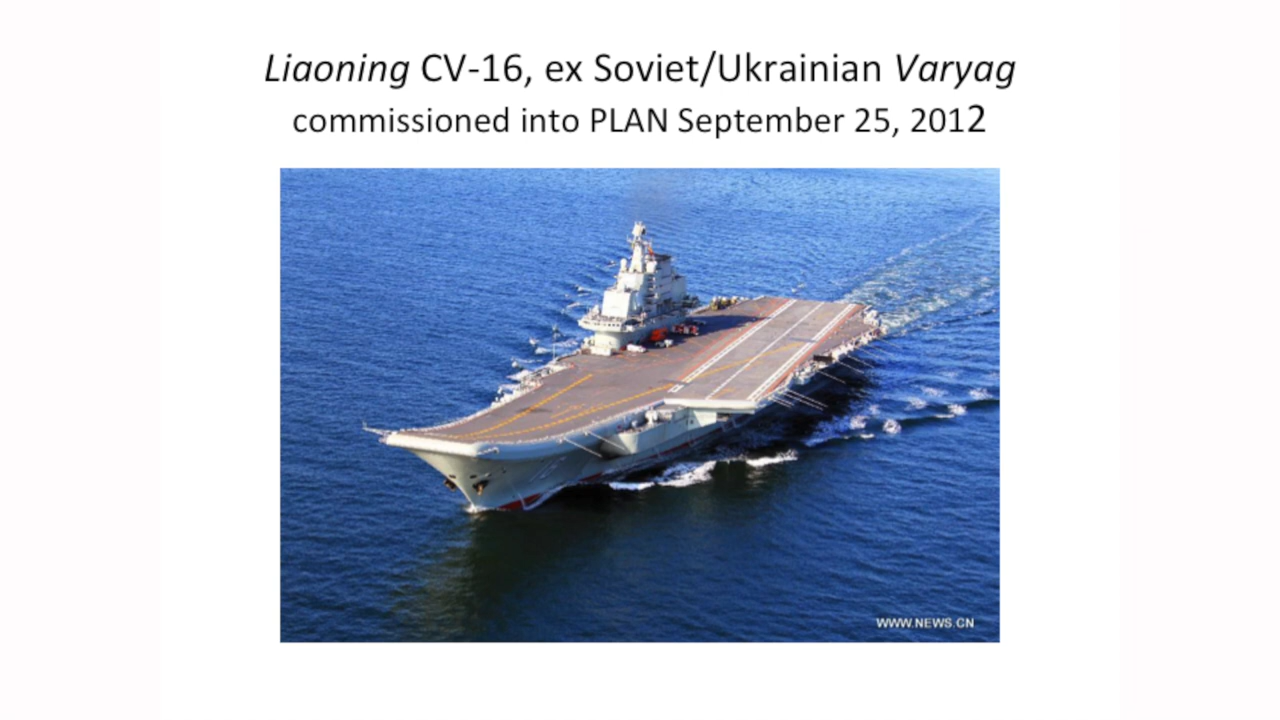 Liaoning CV-16, ex Soviet/Ukrainian Varyag
commissioned into PLAN September 25, 2012
WWW.NEWS.CN